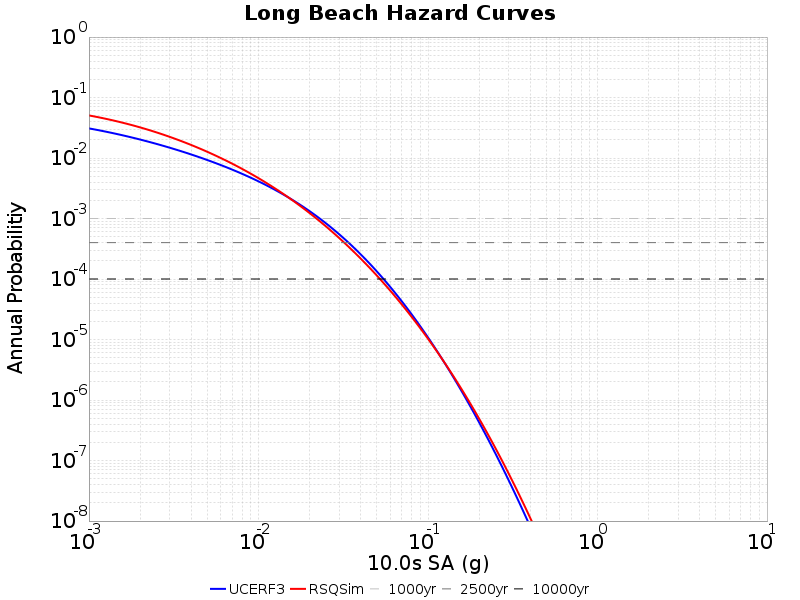 Long Beach Hazard Curves
Annual Probabilitiy
10^0
10^-1
10^-2
10^-3
10^-4
10^-5
10^-6
10^-7
10^-8
10^-3 10^-2 10^-1 10^0 10^1
10.0s SA (g)
UCERF3 RSQSim 1000yr 2500yr 10000yr